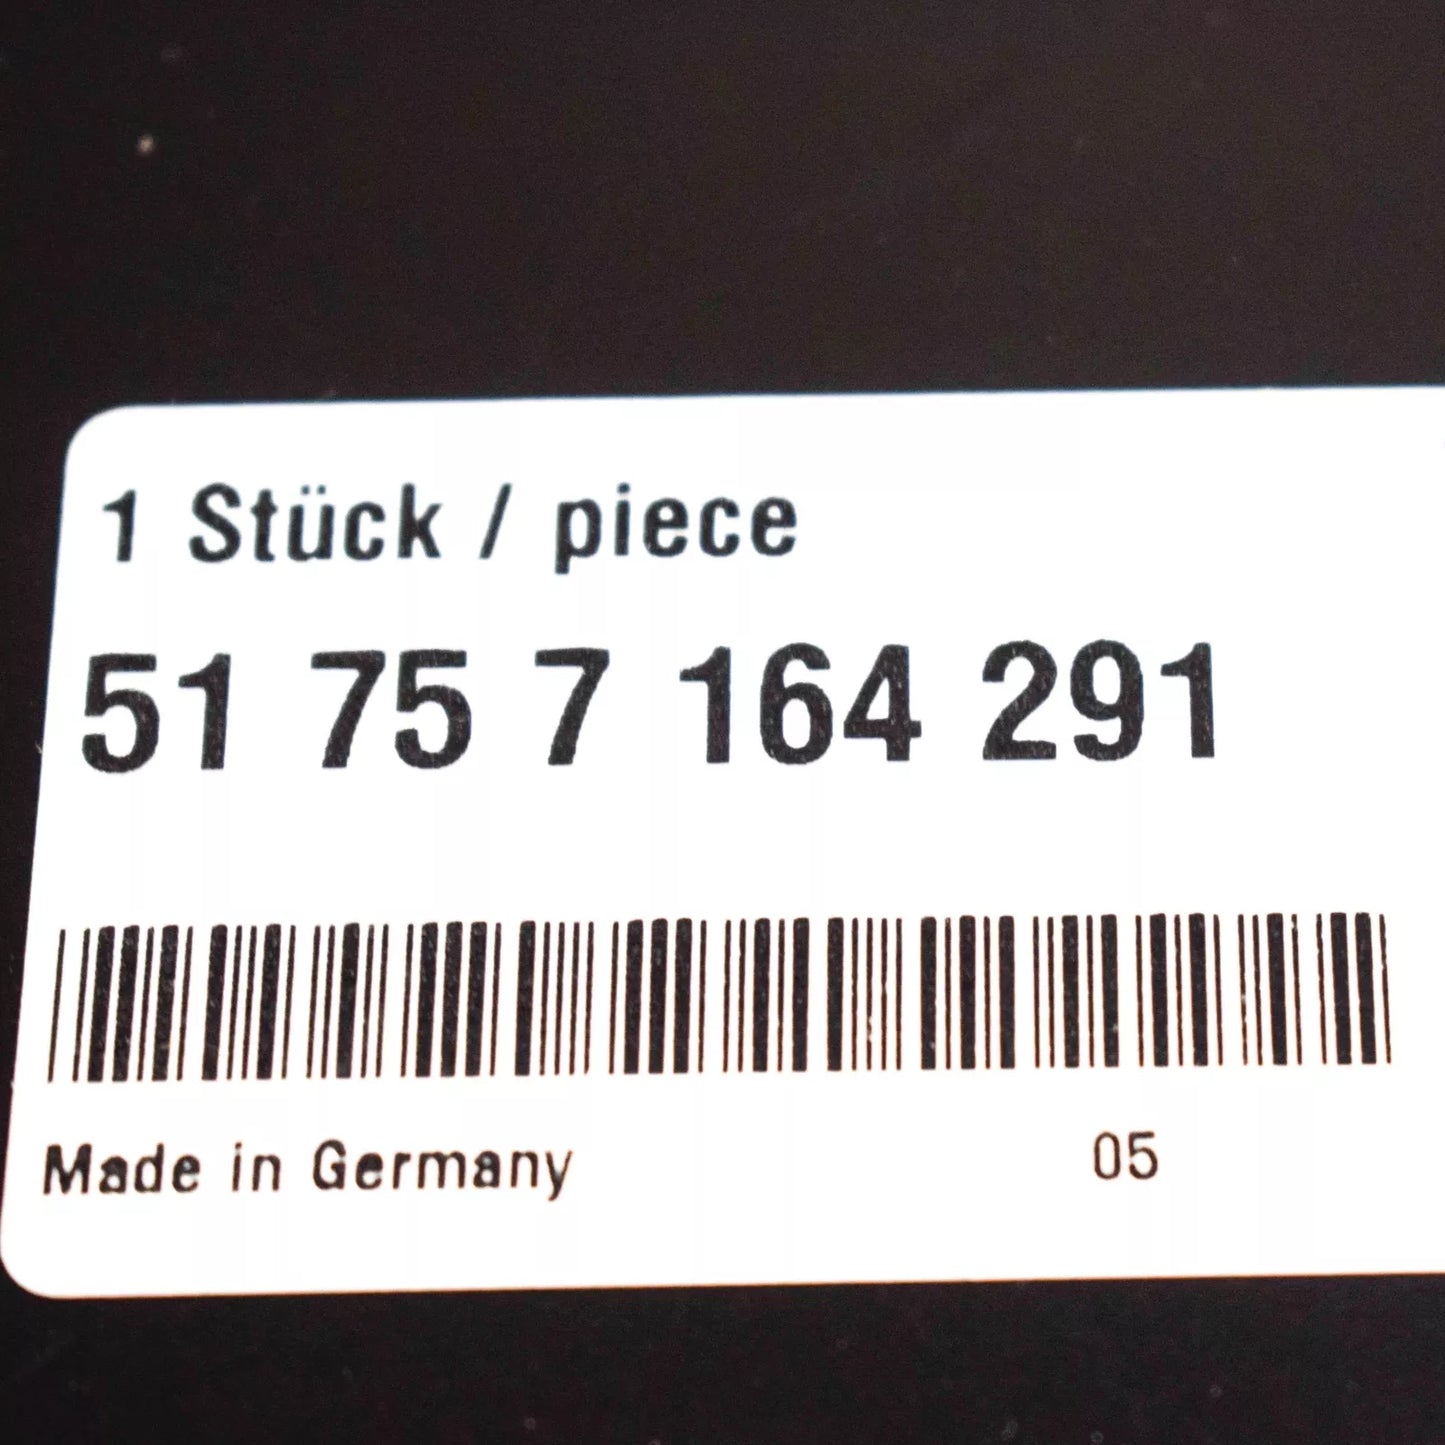 1 Stück / piece
51 75 7 164 291
Made in Germany
05